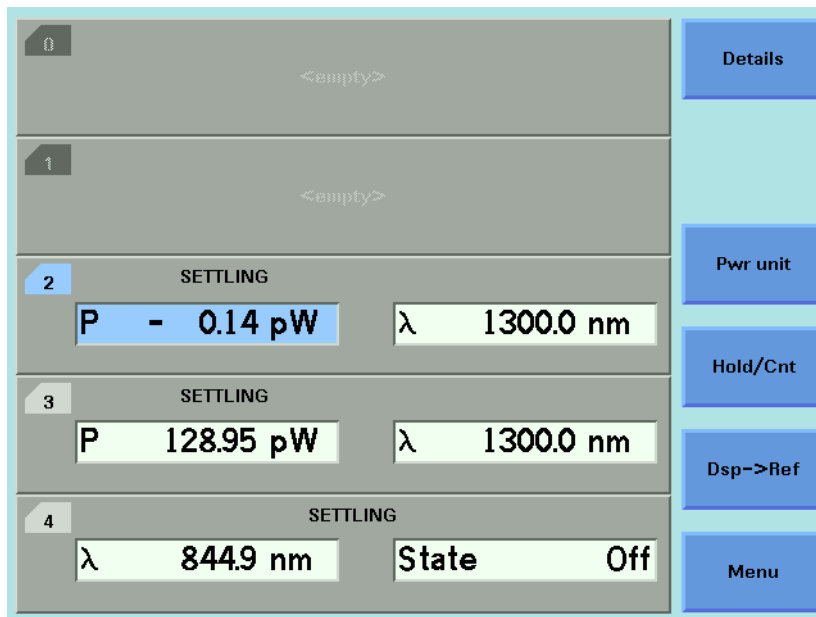 0
<empty>
Details
1
<empty>
2
SETTLING
P - 0.14 pW
λ 1300.0 nm
Pwr unit
3
SETTLING
P 128.95 pW
λ 1300.0 nm
Hold/Cnt
Dsp->Ref
4
SETTLING
λ 844.9 nm
State Off
Menu